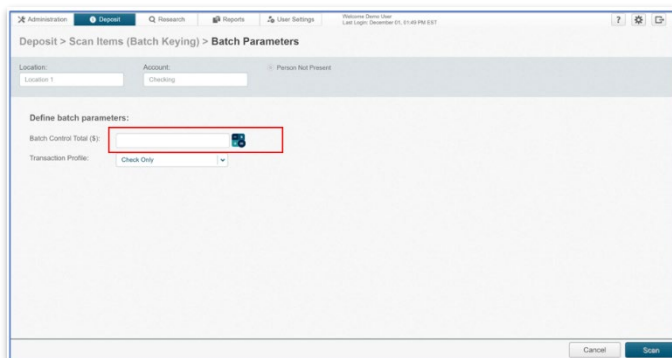 Administration Deposit Research Reports User Settings Welcome Demo User
Last Login: December 01, 01:49 PM EST
?
Deposit > Scan Items (Batch Keying) > Batch Parameters
Location: Account: Person Not Present
Location 1 Checking
Define batch parameters:
Batch Control Total ($):
Transaction Profile: Check Only
Cancel Scan